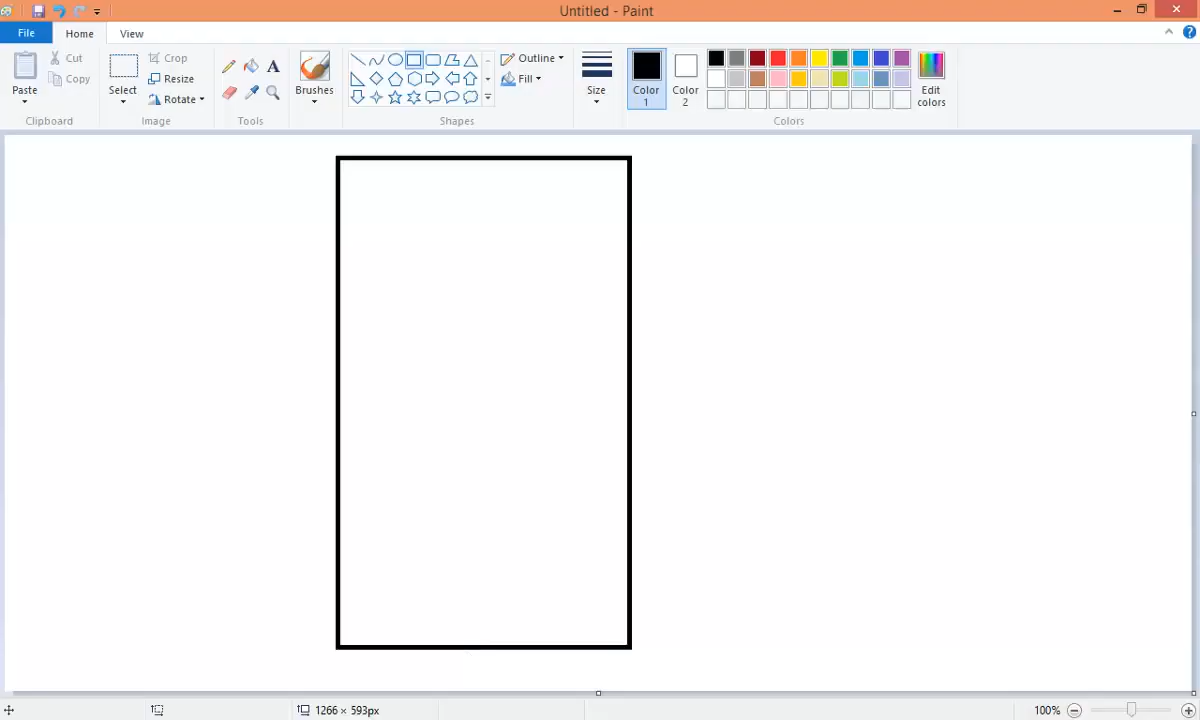 Untitled - Paint
File Home View
Paste
Cut
Copy
Clipboard
Select
Crop
Resize
Rotate
Image
A
Tools
Brushes
Outline
Fill
Shapes
Size
Color 1
Color 2
Edit colors
Colors
1266 × 593px
100%